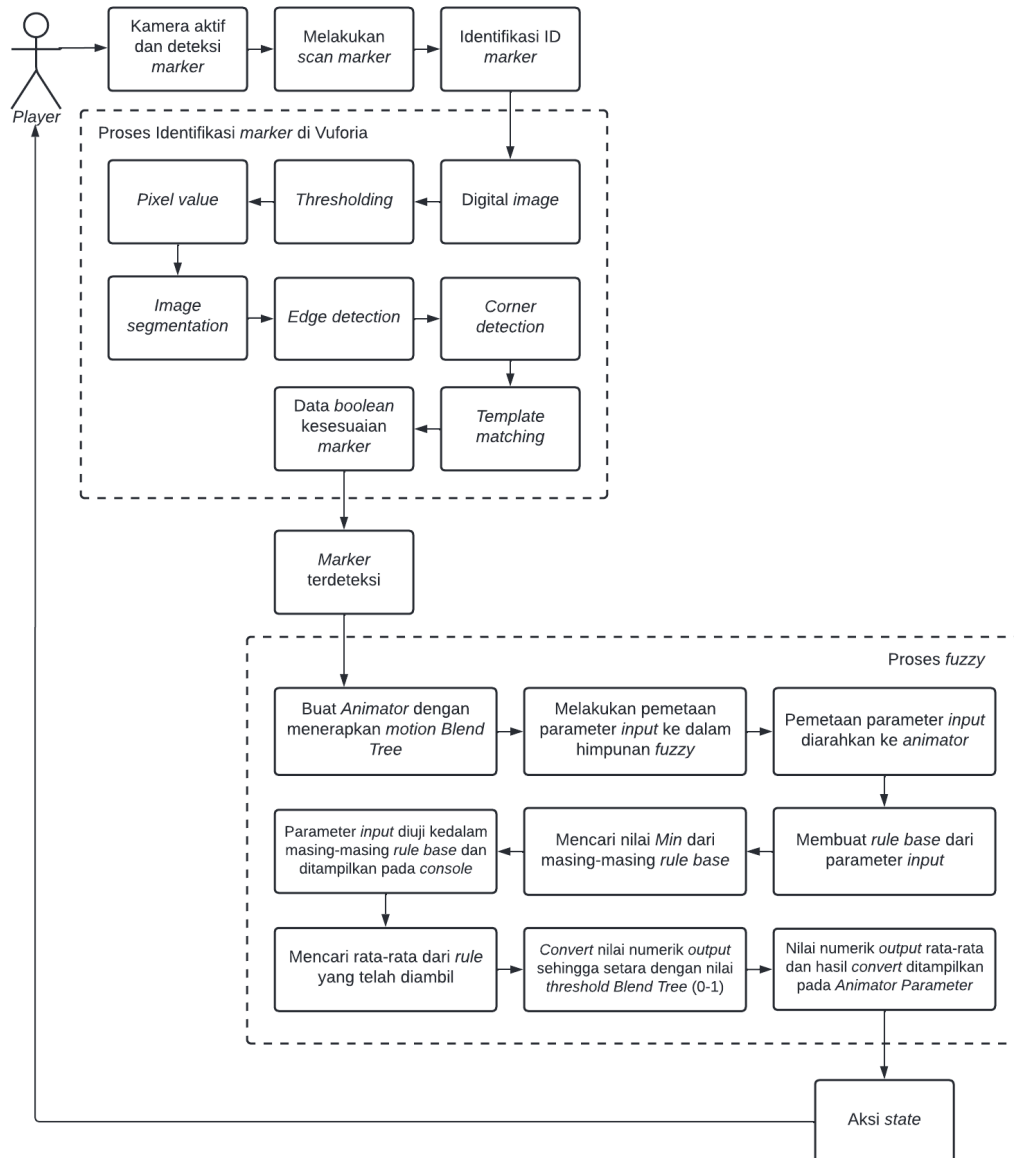 Player
Kamera aktif
dan deteksi
marker
Melakukan
scan marker
Identifikasi ID
marker
Proses Identifikasi marker di Vuforia
Digital image
Thresholding
Pixel value
Image
segmentation
Edge detection
Corner
detection
Template
matching
Data boolean
kesesuaian
marker
Marker
terdeteksi
Proses fuzzy
Buat Animator dengan
menerapkan motion Blend
Tree
Melakukan pemetaan
parameter input ke dalam
himpunan fuzzy
Pemetaan parameter input
diarahkan ke animator
Membuat rule base dari
parameter input
Mencari nilai Min dari
masing-masing rule base
Parameter input diuji kedalam
masing-masing rule base dan
ditampilkan pada console
Mencari rata-rata dari rule
yang telah diambil
Convert nilai numerik output
sehingga setara dengan nilai
threshold Blend Tree (0-1)
Nilai numerik output rata-rata
dan hasil convert ditampilkan
pada Animator Parameter
Aksi state